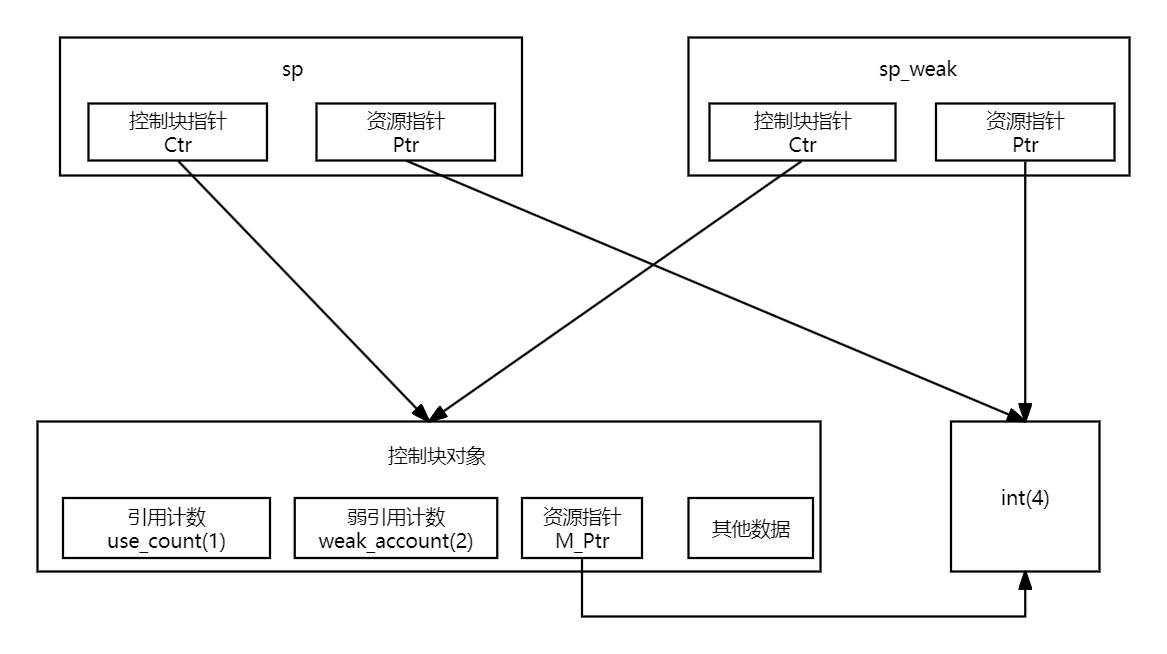 sp
控制块指针
Ctr
资源指针
Ptr
sp_weak
控制块指针
Ctr
资源指针
Ptr
控制块对象
引用计数
use_count(1)
弱引用计数
weak_account(2)
资源指针
M_Ptr
其他数据
int(4)